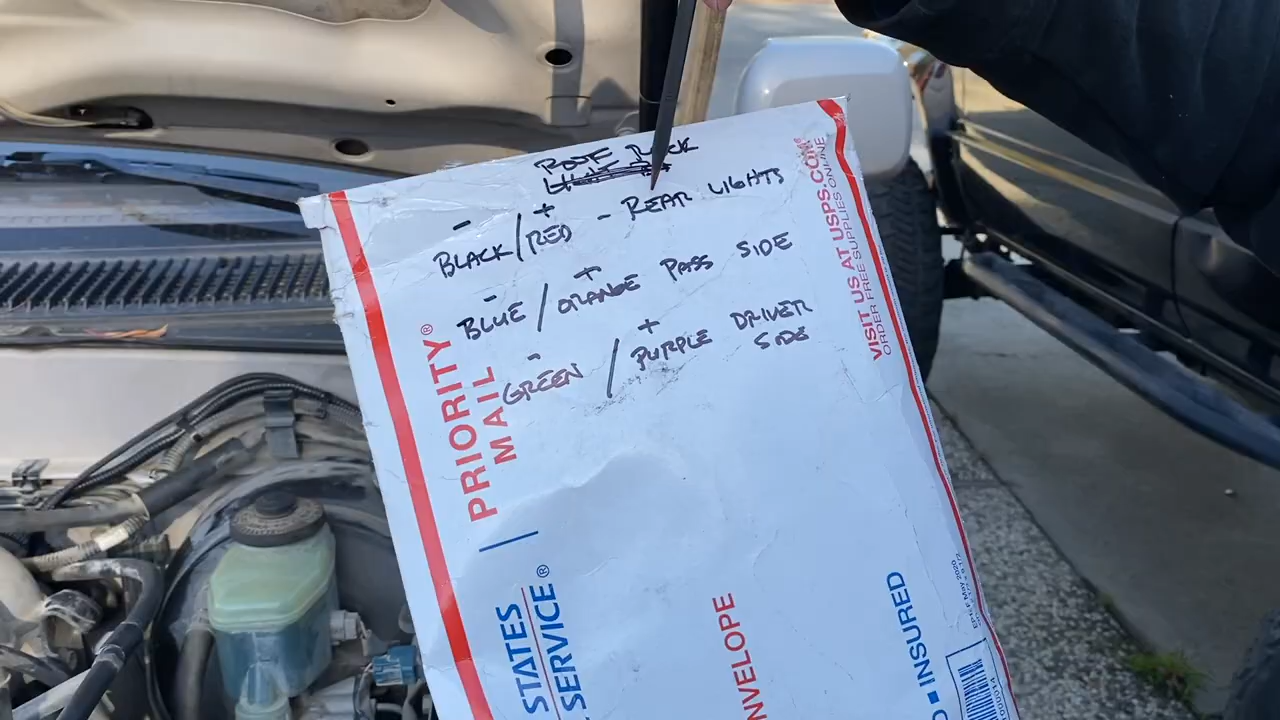 ROOF RACK
- +
BLACK/RED - REAR LIGHTS
- +
BLUE / ORANGE PASS SIDE
- +
GREEN / PURPLE DRIVER
SIDE
PRIORITY®
MAIL
STATES
SERVICE®
NVELOPE
■ INSURED
VISIT US AT USPS.COM®
ORDER FREE SUPPLIES ONLINE